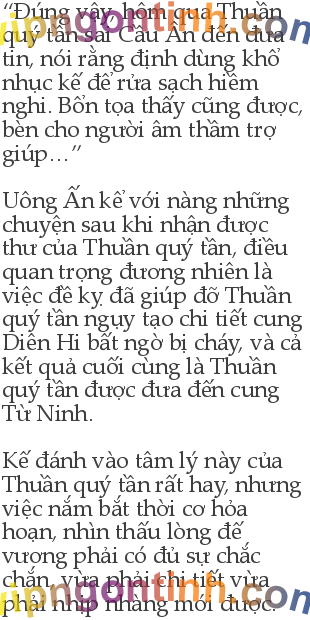 “Đúng vậy, hôm qua Thuần
quý tần sai Cầu Ân đến đưa
tin, nói rằng định dùng khổ
nhục kế để rửa sạch hiềm
nghi. Bổn tọa thấy cũng được,
bèn cho người âm thầm trợ
giúp…”
Uông Ấn kể với nàng những
chuyện sau khi nhận được
thư của Thuần quý tần, điều
quan trọng đương nhiên là
việc đề kỵ đã giúp đỡ Thuần
quý tần ngụy tạo chi tiết cung
Diên Hi bất ngờ bị cháy, và cả
kết quả cuối cùng là Thuần
quý tần được đưa đến cung
Từ Ninh.
Kế đánh vào tâm lý này của
Thuần quý tần rất hay, nhưng
việc nắm bắt thời cơ hỏa
hoạn, nhìn thấu lòng đế
vương phải có đủ sự chắc
chắn, vừa phải chi tiết vừa
phải nhịp nhàng mới được.
vipngontinh.com
vipngontinh.com